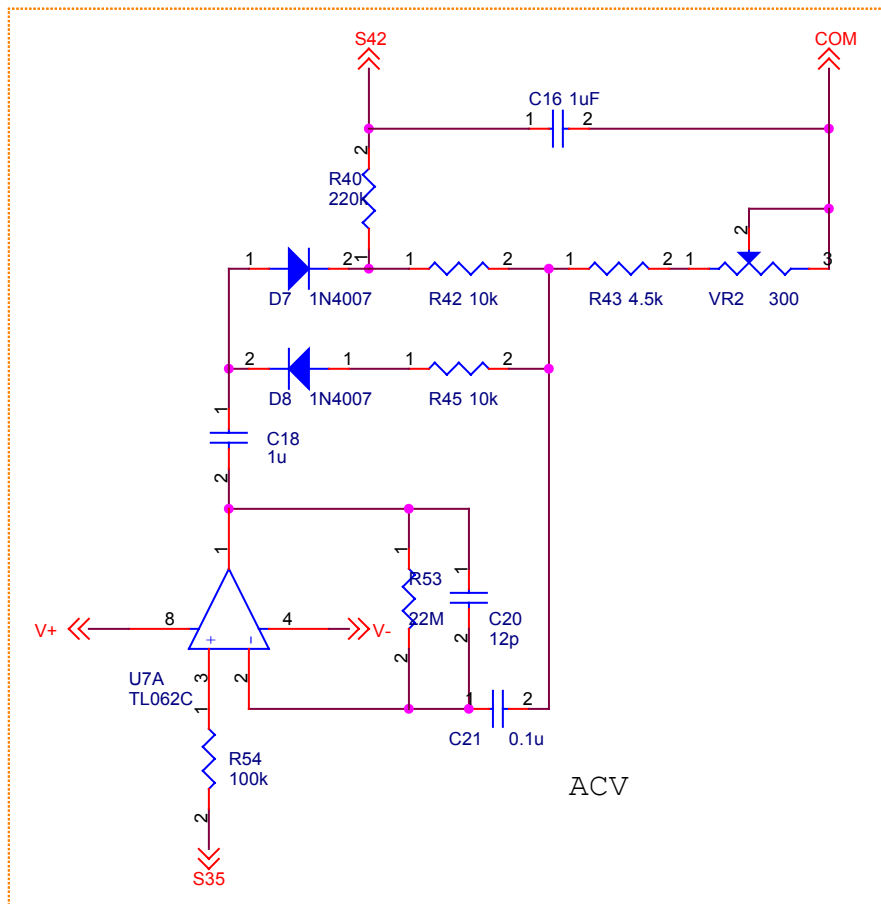 S42
COM
C16 1uF
1
2
2
R40
220k
1
2
1
2
1
2
1
2
1
3
D7
1N4007
R42 10k
R43 4.5k
VR2
300
2
1
1
2
D8
1N4007
R45 10k
1
C18
1u
2
1
1
1
R53
22M
C20
12p
2
2
V+
8
4
V-
+
-
U7A
TL062C
3
2
1
1
2
C21
0.1u
R54
100k
2
ACV
S35